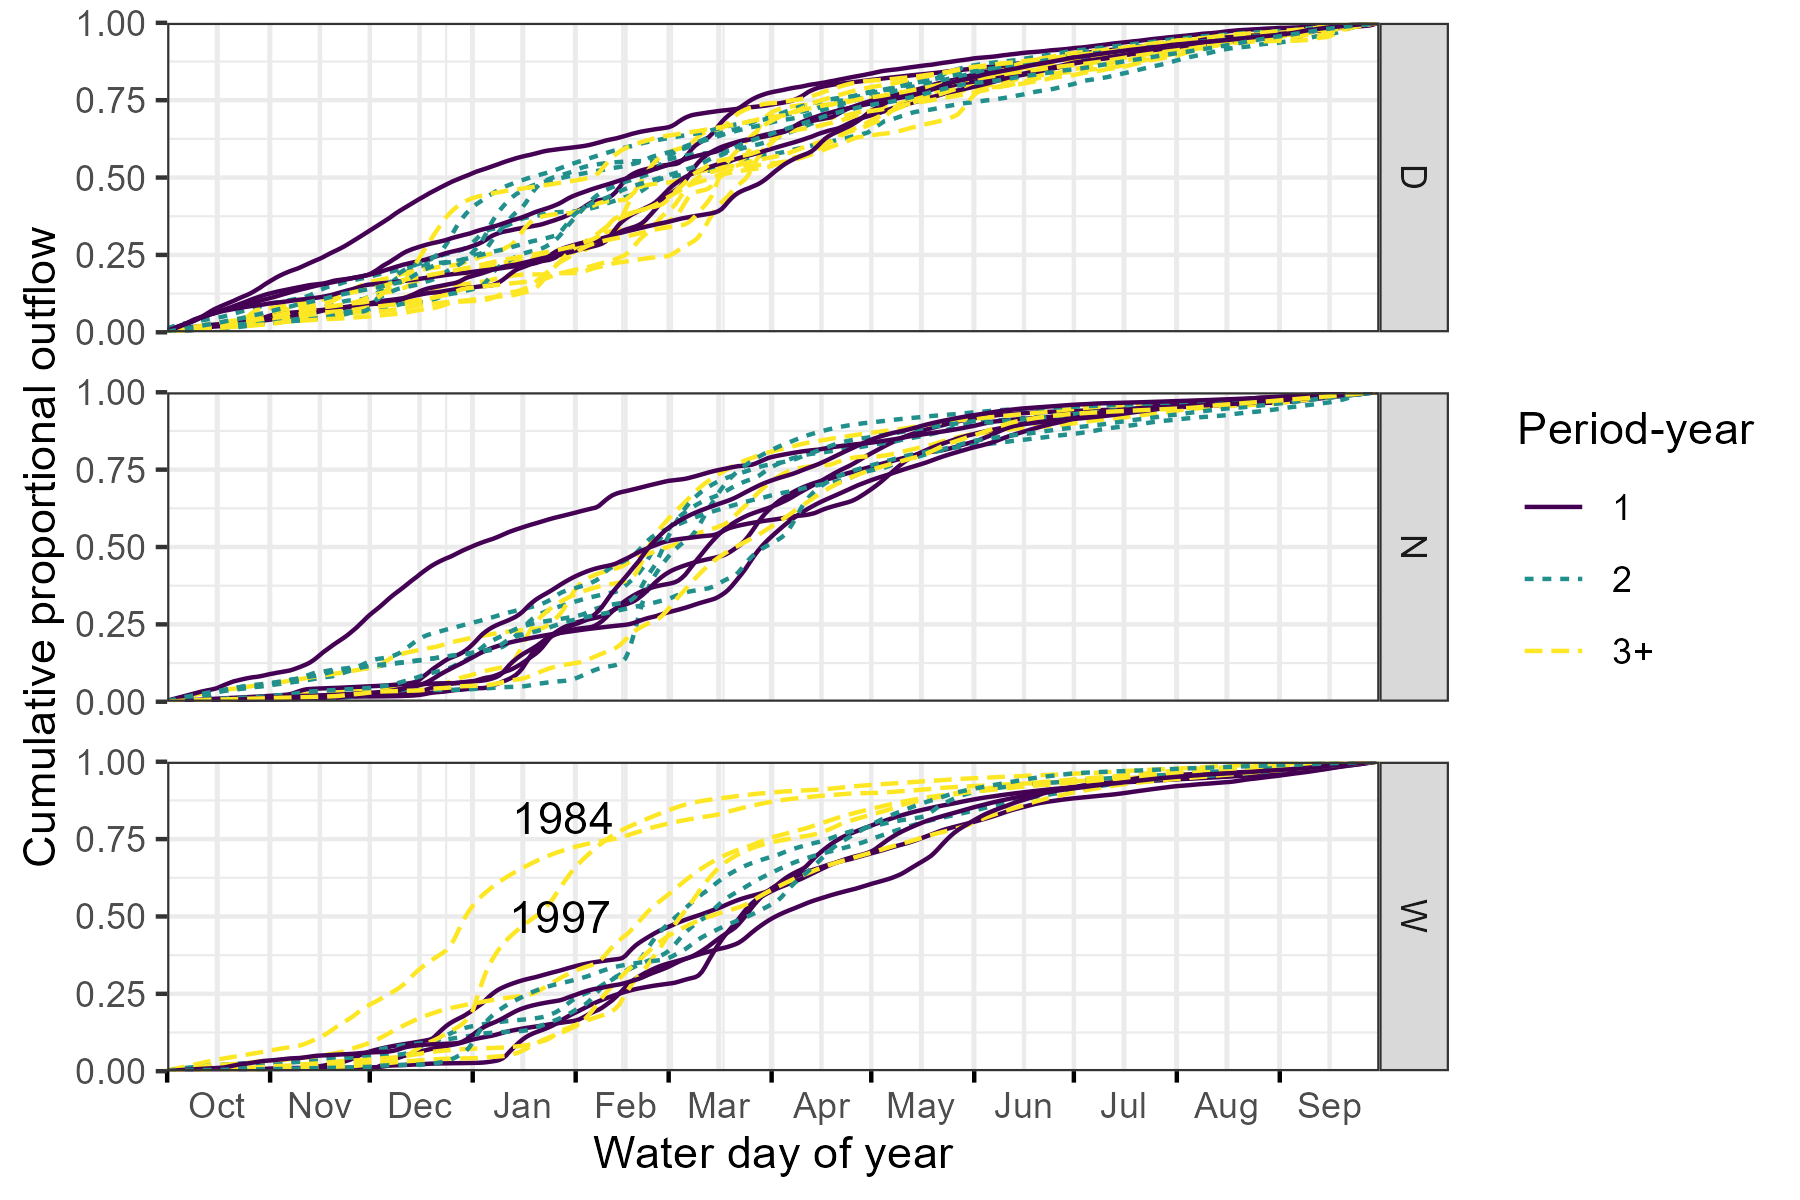 Cumulative proportional outflow
1.00
0.75
0.50
0.25
0.00
D
1.00
0.75
0.50
0.25
0.00
N
1.00
0.75
0.50
0.25
0.00
W
1984
1997
Oct Nov Dec Jan Feb Mar Apr May Jun Jul Aug Sep
Water day of year
Period-year
1
2
3+